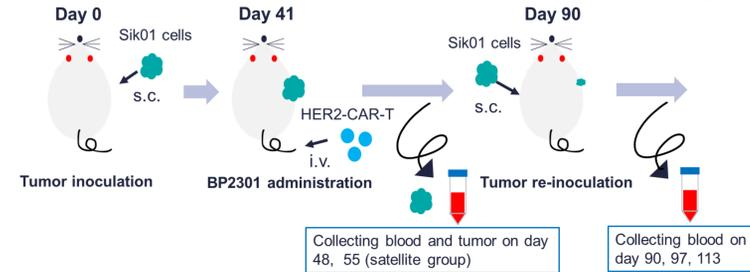 Day 0
Day 41
Day 90
Sik01 cells
s.c.
Sik01 cells
s.c.
HER2-CAR-T
i.v.
Tumor inoculation
BP2301 administration
Tumor re-inoculation
Collecting blood and tumor on day
48, 55 (satellite group)
Collecting blood on
day 90, 97, 113